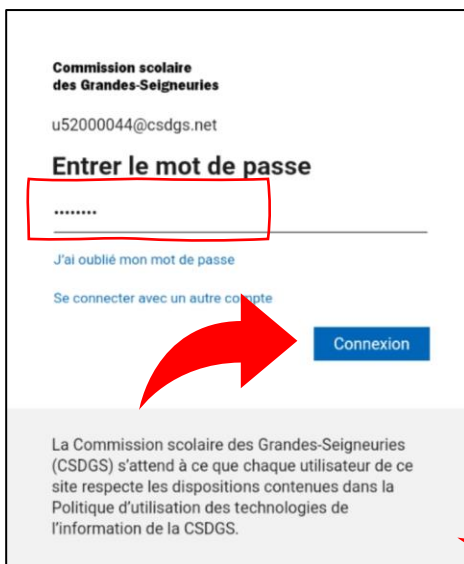 Commission scolaire
des Grandes-Seigneuries
u52000044@csdgs.net
Entrer le mot de passe
........
J'ai oublié mon mot de passe
Se connecter avec un autre compte
Connexion
La Commission scolaire des Grandes-Seigneuries
(CSDGS) s'attend à ce que chaque utilisateur de ce
site respecte les dispositions contenues dans la
Politique d'utilisation des technologies de
l'information de la CSDGS.